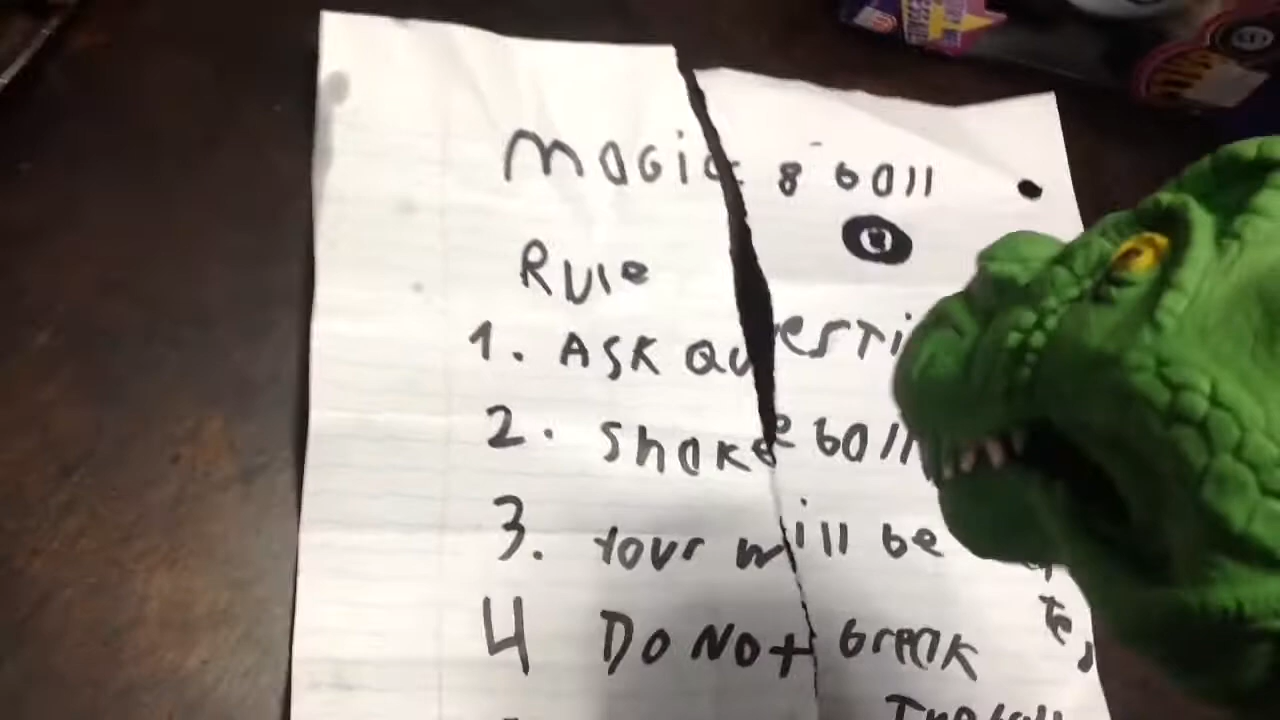 Magic 8 ball
RUle
1. ASK QuesTi
2. Shake ball
3. Your will be
4 Do Not break